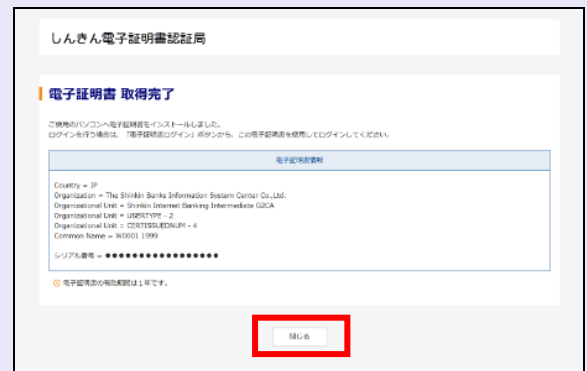 しんきん電子証明書認証局
電子証明書 取得完了
ご使用のパソコンへ電子証明書をインストールしました。
ログインを行う場合は、「電子証明書ログイン」ボタンから、この電子証明書を使用してログインしてください。
電子証明書情報
Country = JP
Organization = The Shinkin Banks Information System Center Co.,Ltd.
Organizational Unit = Shinkin Internet Banking Intermediate G2CA
Organizational Unit = USERTYPE - 2
Organizational Unit = CERTISSUEDNUM - 4
Common Name = W0001 1999
シリアル番号 = ●●●●●●●●●●●●●●●●●
電子証明書の有効期間は1年です。
閉じる